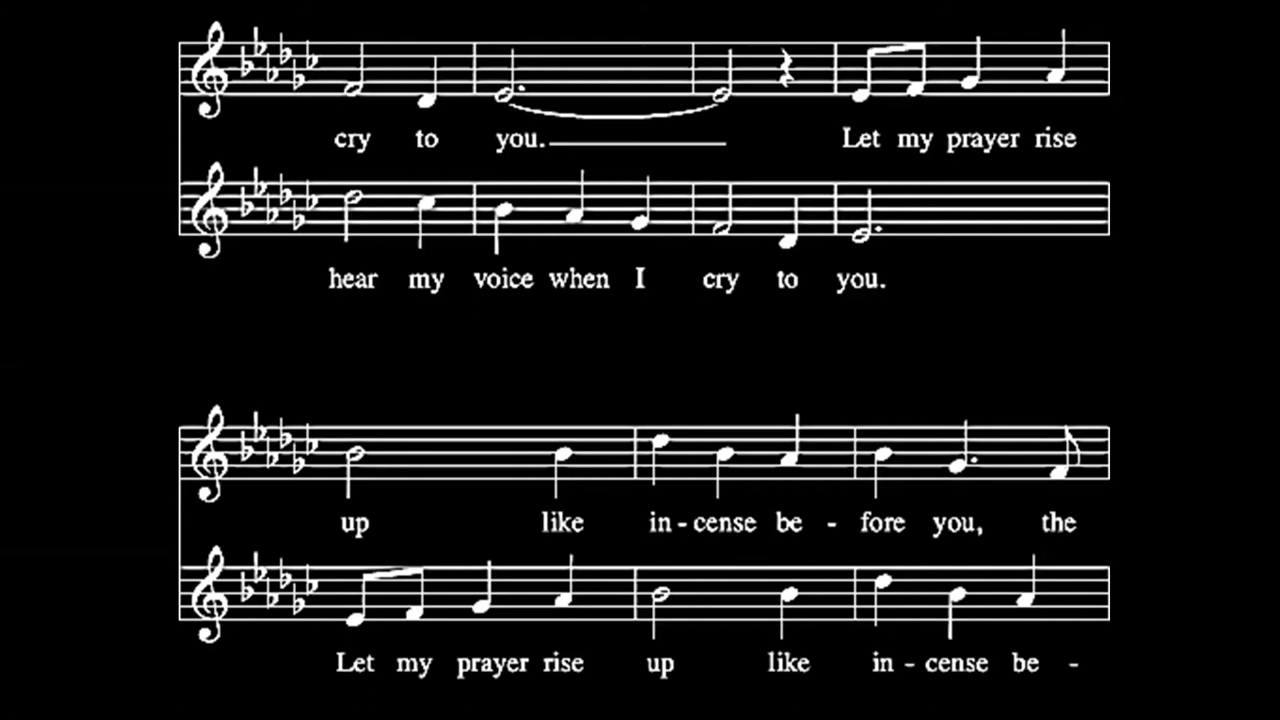 cry to you. Let my prayer rise
hear my voice when I cry to you.
up like in - cense be - fore you, the
Let my prayer rise up like in - cense be -